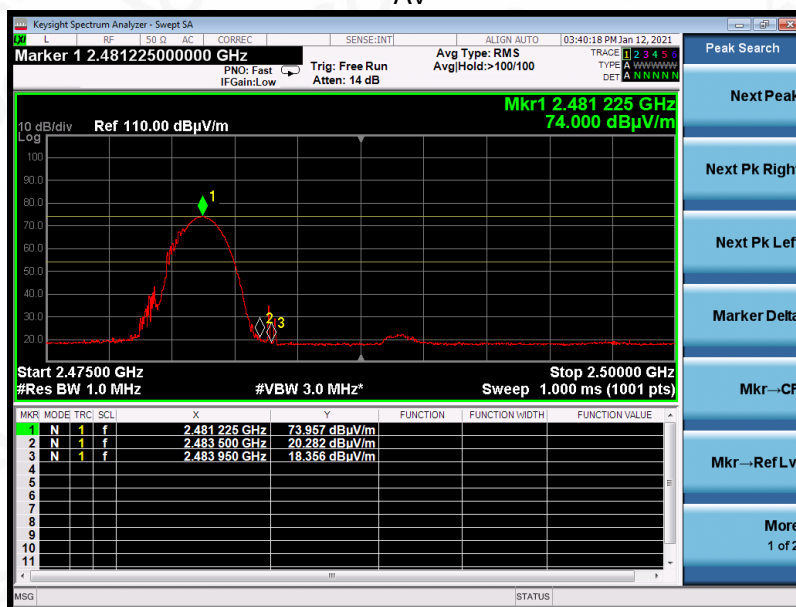 AV
Keysight Spectrum Analyzer - Swept SA
LXI L RF 50 Ω AC CORREC SENSE:INT ALIGN AUTO 03:40:18 PM Jan 12, 2021
Marker 1 2.481225000000 GHz
PNO: Fast
IFGain:Low
Trig: Free Run
Atten: 14 dB
Avg Type: RMS
Avg|Hold:>100/100
TRACE 1 2 3 4 5 6
TYPE A WWWWW
DET A N N N N N
Mkr1 2.481 225 GHz
74.000 dBµV/m
10 dB/div Ref 110.00 dBµV/m
Log
100
90.0
80.0
70.0
60.0
50.0
40.0
30.0
20.0
1
2
3
Start 2.47500 GHz Stop 2.50000 GHz
#Res BW 1.0 MHz #VBW 3.0 MHz* Sweep 1.000 ms (1001 pts)
MKR MODE TRC SCL X Y FUNCTION FUNCTION WIDTH FUNCTION VALUE
1 N 1 f 2.481 225 GHz 73.957 dBµV/m
2 N 1 f 2.483 500 GHz 20.282 dBµV/m
3 N 1 f 2.483 950 GHz 18.356 dBµV/m
4
5
6
7
8
9
10
11
MSG STATUS
Peak Search
Next Peak
Next Pk Right
Next Pk Left
Marker Delta
Mkr→CF
Mkr→Ref Lv
More
1 of 2